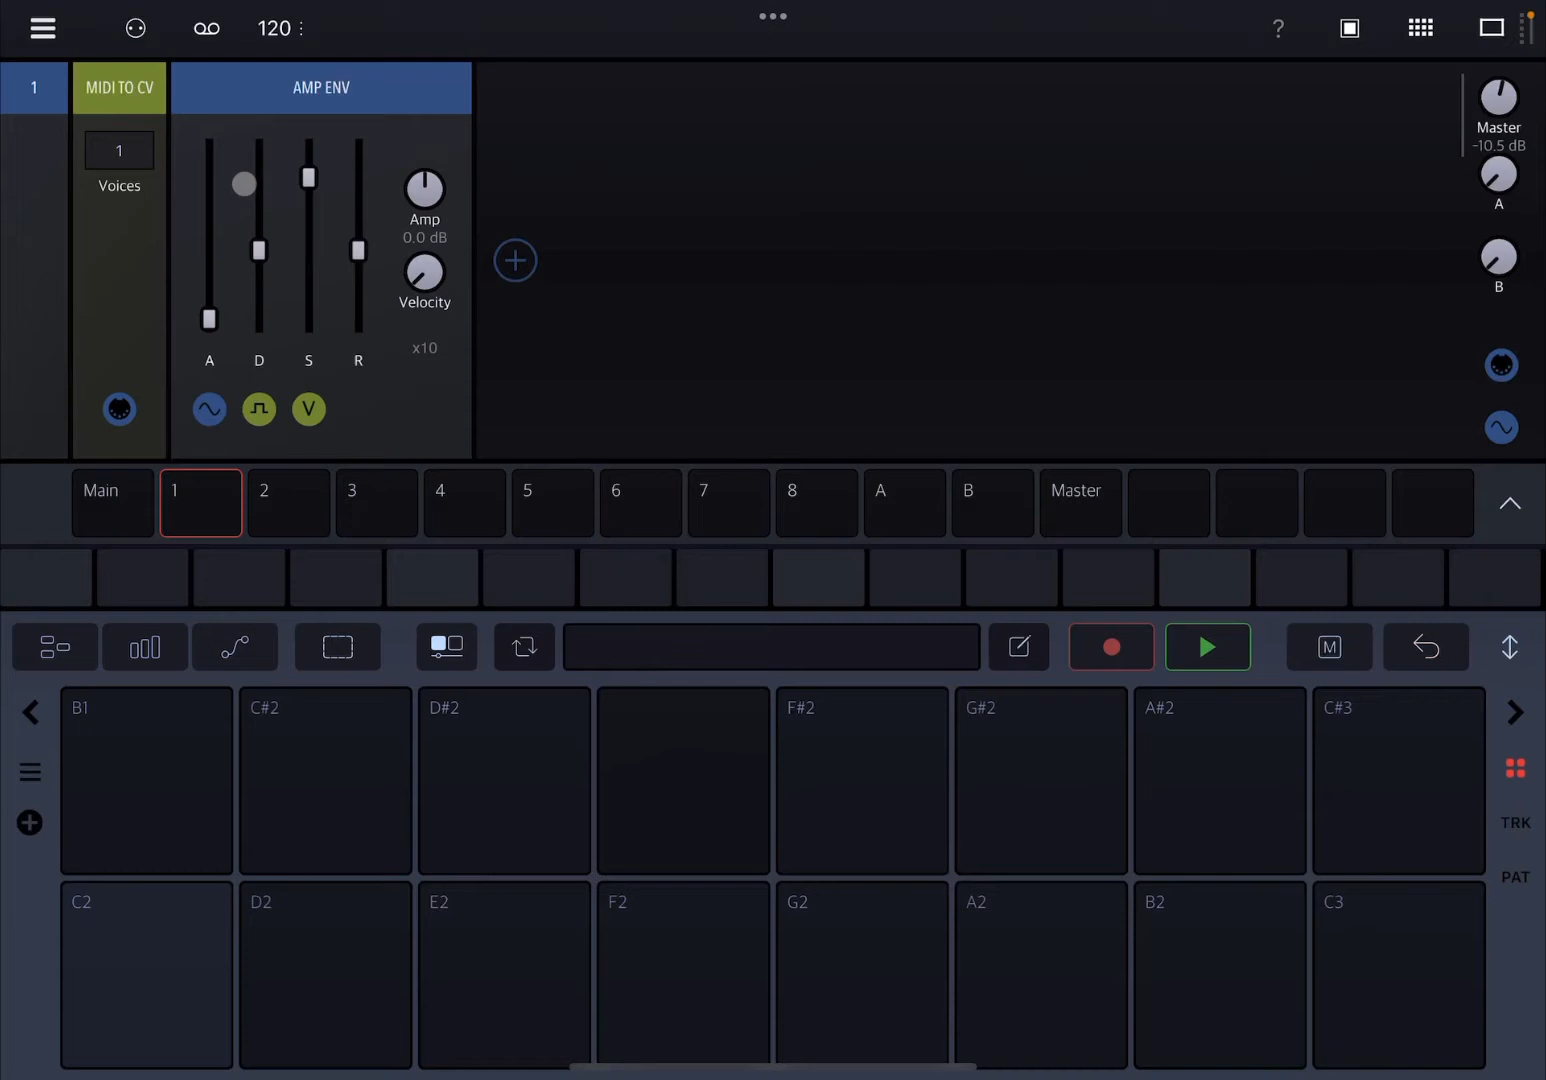 120
?
1
MIDI TO CV
AMP ENV
1
Voices
Amp
0.0 dB
Velocity
x10
A
D
S
R
V
Master
-10.5 dB
A
B
Main
1
2
3
4
5
6
7
8
A
B
Master
M
B1
C#2
D#2
F#2
G#2
A#2
C#3
TRK
PAT
C2
D2
E2
F2
G2
A2
B2
C3